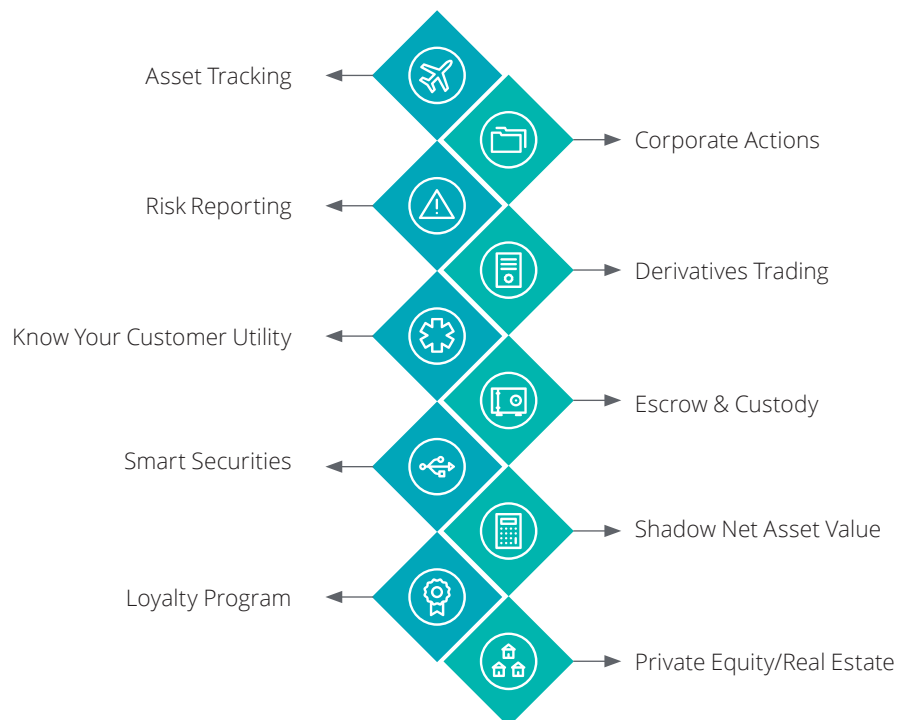 Asset Tracking
Corporate Actions
Risk Reporting
Derivatives Trading
Know Your Customer Utility
Escrow & Custody
Smart Securities
Shadow Net Asset Value
Loyalty Program
Private Equity/Real Estate